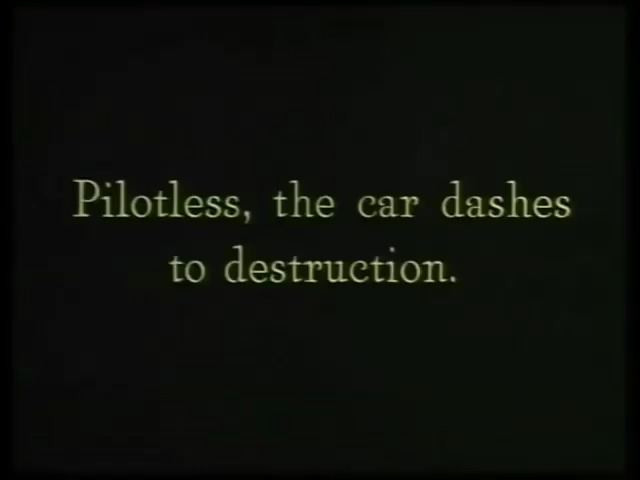 Pilotless, the car dashes
to destruction.